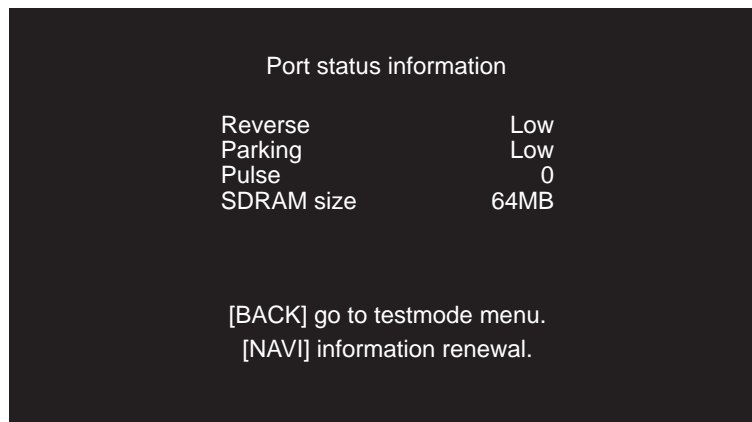 Port status information
Reverse Low
Parking Low
Pulse 0
SDRAM size 64MB
[BACK] go to testmode menu.
[NAVI] information renewal.